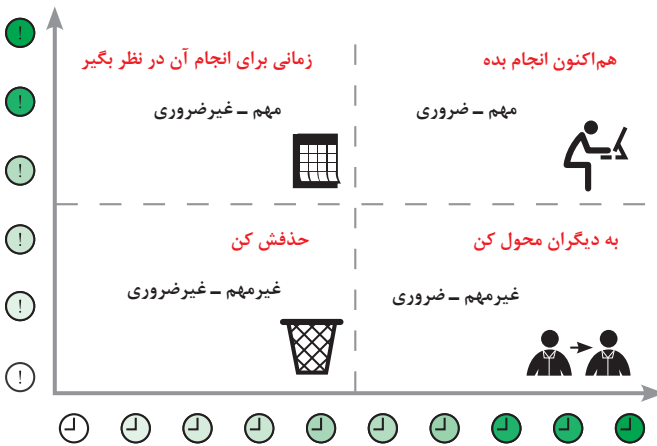 هم‌اکنون انجام بده
مهم ـ ضروری
زمانی برای انجام آن در نظر بگیر
مهم ـ غیرضروری
به دیگران محول کن
غیرمهم ـ ضروری
حذفش کن
غیرمهم ـ غیرضروری
!
!
!
!
!
!